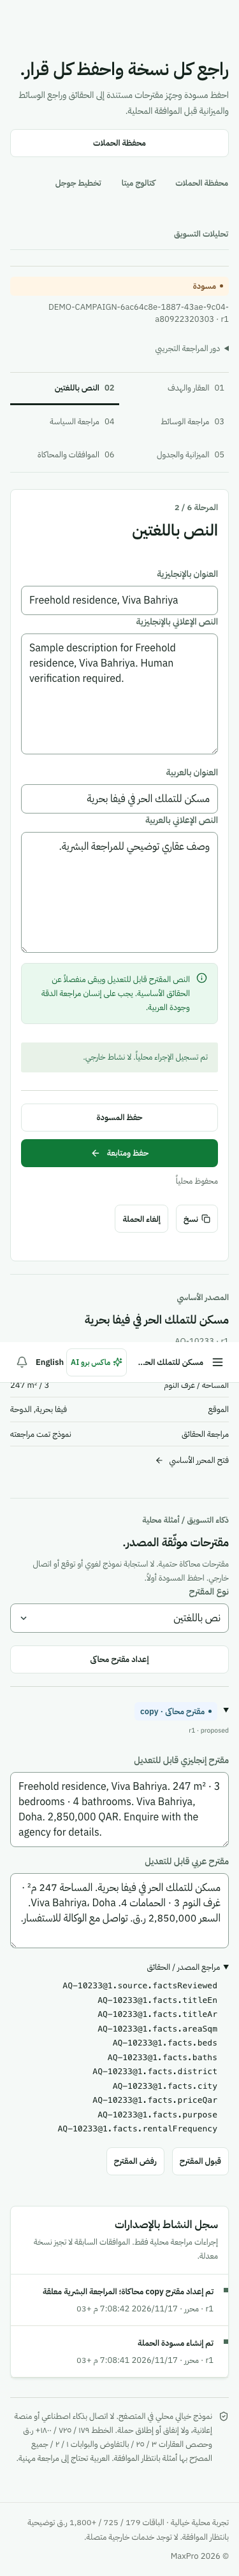 راجع كل نسخة واحفظ كل قرار.
احفظ مسودة وجهّز مقترحات مستندة إلى الحقائق وراجع الوسائط
والميزانية قبل الموافقة المحلية.
محفظة الحملات
محفظة الحملات
كتالوج ميتا
تخطيط جوجل
تحليلات التسويق
مسودة
DEMO-CAMPAIGN-6ac64c8e-1887-43ae-9c04-
a80922320303 · r1
دور المراجعة التجريبي
01 العقار والهدف
02 النص باللغتين
03 مراجعة الوسائط
04 مراجعة السياسة
05 الميزانية والجدول
06 الموافقات والمحاكاة
المرحلة 6 / 2
النص باللغتين
العنوان بالإنجليزية
Freehold residence, Viva Bahriya
النص الإعلاني بالإنجليزية
Sample description for Freehold
residence, Viva Bahriya. Human
verification required.
العنوان بالعربية
مسكن للتملك الحر في فيفا بحرية
النص الإعلاني بالعربية
وصف عقاري توضيحي للمراجعة البشرية.
النص المقترح قابل للتعديل ويبقى منفصلاً عن
الحقائق الأساسية. يجب على إنسان مراجعة الدقة
وجودة العربية.
تم تسجيل الإجراء محلياً. لا نشاط خارجي.
حفظ المسودة
حفظ ومتابعة
محفوظ محلياً
نسخ
إلغاء الحملة
المصدر الأساسي
مسكن للتملك الحر في فيفا بحرية
AQ-10233 · r1
مسكن للتملك الحر...
ماكس برو AI
English
المساحة / غرف النوم
247 m² / 3
الموقع
فيفا بحرية, الدوحة
مراجعة الحقائق
نموذج تمت مراجعته
فتح المحرر الأساسي
ذكاء التسويق / أمثلة محلية
مقترحات موثّقة المصدر.
مقترحات محاكاة حتمية. لا استجابة نموذج لغوي أو توقع أو اتصال
خارجي. احفظ المسودة أولاً.
نوع المقترح
نص باللغتين
إعداد مقترح محاكى
مقترح محاكى · copy
r1 · proposed
مقترح إنجليزي قابل للتعديل
Freehold residence, Viva Bahriya. 247 m² · 3
bedrooms · 4 bathrooms. Viva Bahriya,
Doha. 2,850,000 QAR. Enquire with the
agency for details.
مقترح عربي قابل للتعديل
مسكن للتملك الحر في فيفا بحرية. المساحة 247 م² ·
غرف النوم 3 · الحمامات 4. Viva Bahriya، Doha.
السعر 2,850,000 ر.ق. تواصل مع الوكالة للاستفسار.
مراجع المصدر / الحقائق
AQ-10233@1.source.factsReviewed
AQ-10233@1.facts.titleEn
AQ-10233@1.facts.titleAr
AQ-10233@1.facts.areaSqm
AQ-10233@1.facts.beds
AQ-10233@1.facts.baths
AQ-10233@1.facts.district
AQ-10233@1.facts.city
AQ-10233@1.facts.priceQar
AQ-10233@1.facts.purpose
AQ-10233@1.facts.rentalFrequency
قبول المقترح
رفض المقترح
سجل النشاط بالإصدارات
إجراءات مراجعة محلية فقط. الموافقات السابقة لا تجيز نسخة
معدلة.
تم إعداد مقترح copy محاكاة؛ المراجعة البشرية معلقة
r1 · محرر · 2026/11/17 7:08:42 م +03
تم إنشاء مسودة الحملة
r1 · محرر · 2026/11/17 7:08:41 م +03
نموذج خيالي محلي في المتصفح. لا اتصال بذكاء اصطناعي أو منصة
إعلانية، ولا إنفاق أو إطلاق حملة. الخطط ١٧٩ / ٧٢٥ / ١٨٠٠+ ر.ق
وحصص العقارات ٣ / ٢٥ / بالتفاوض والبوابات ١ / ٢ / جميع
المصرّح بها أمثلة بانتظار الموافقة. العربية تحتاج إلى مراجعة مهنية.
تجربة محلية خيالية · الباقات 179 / 725 / +1,800 ر.ق توضيحية
بانتظار الموافقة. لا توجد خدمات خارجية متصلة.
© 2026 MaxPro